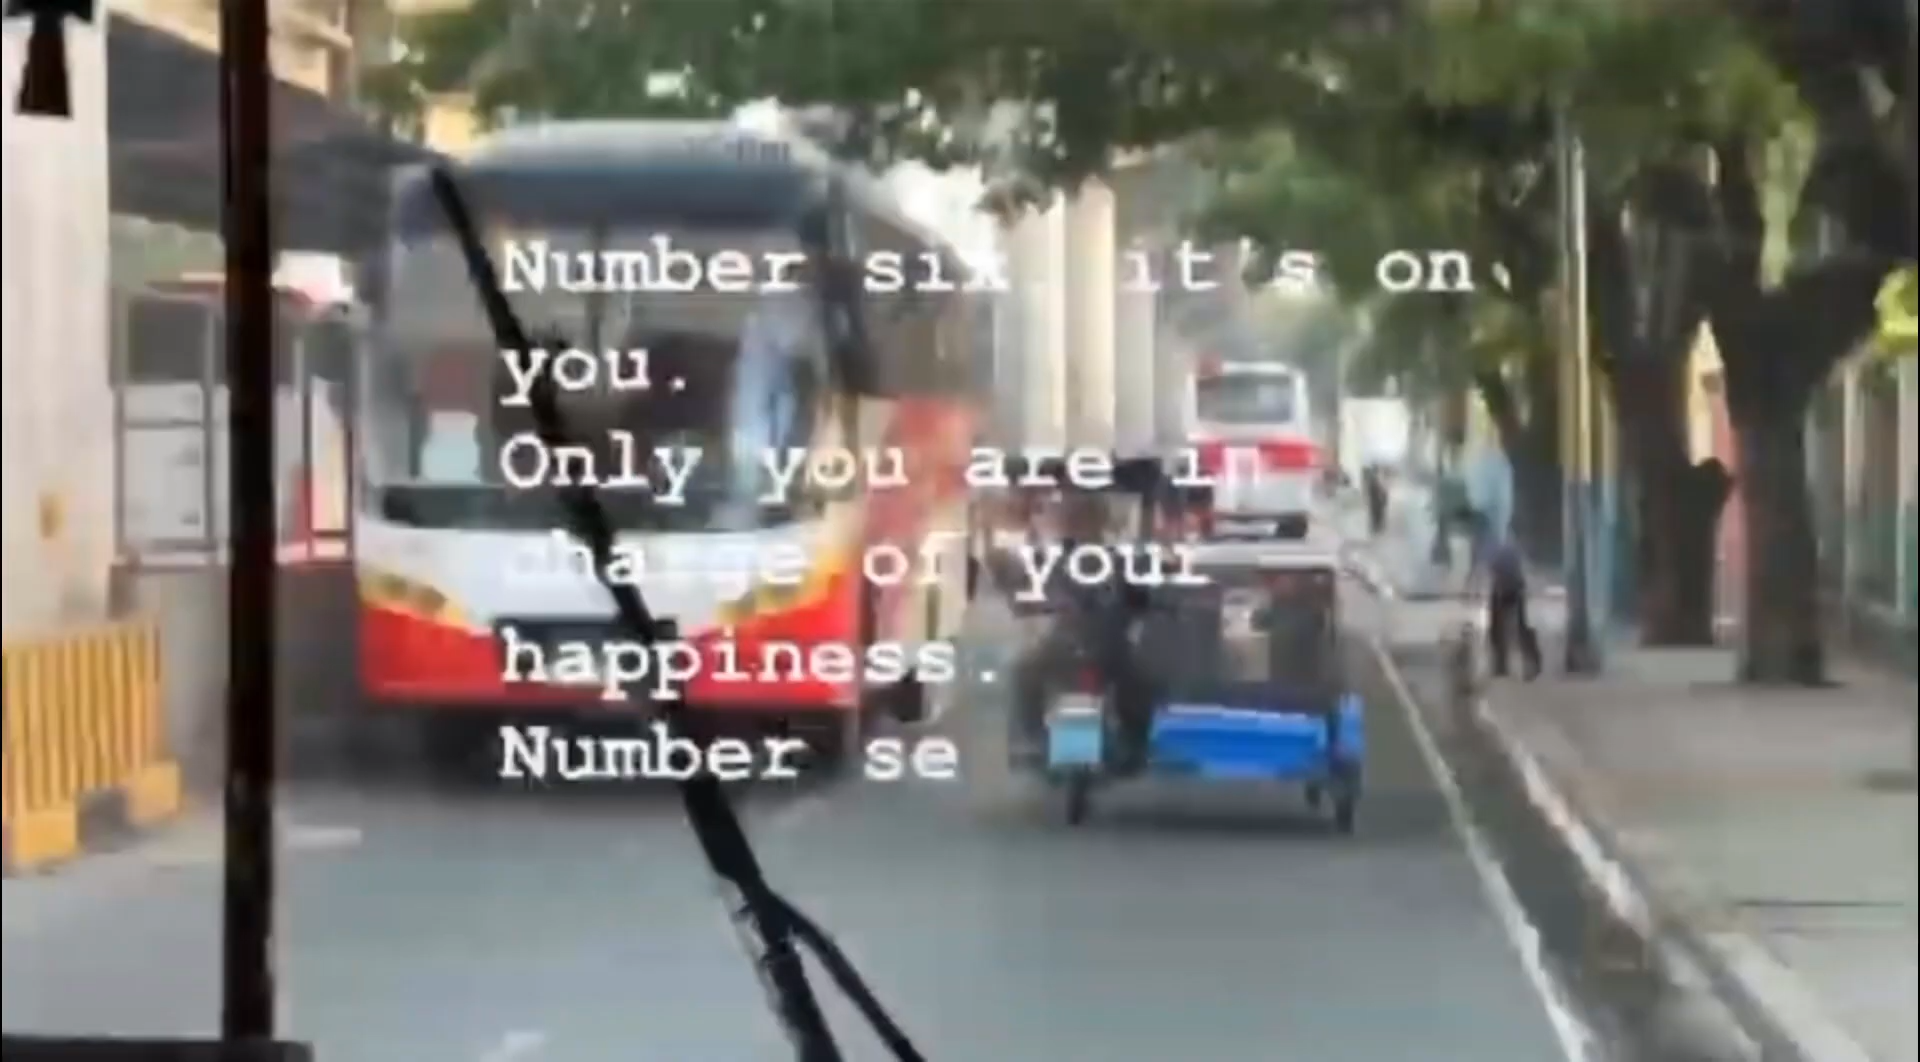 Number six, it's on
you.
Only you are in
charge of your
happiness.
Number se